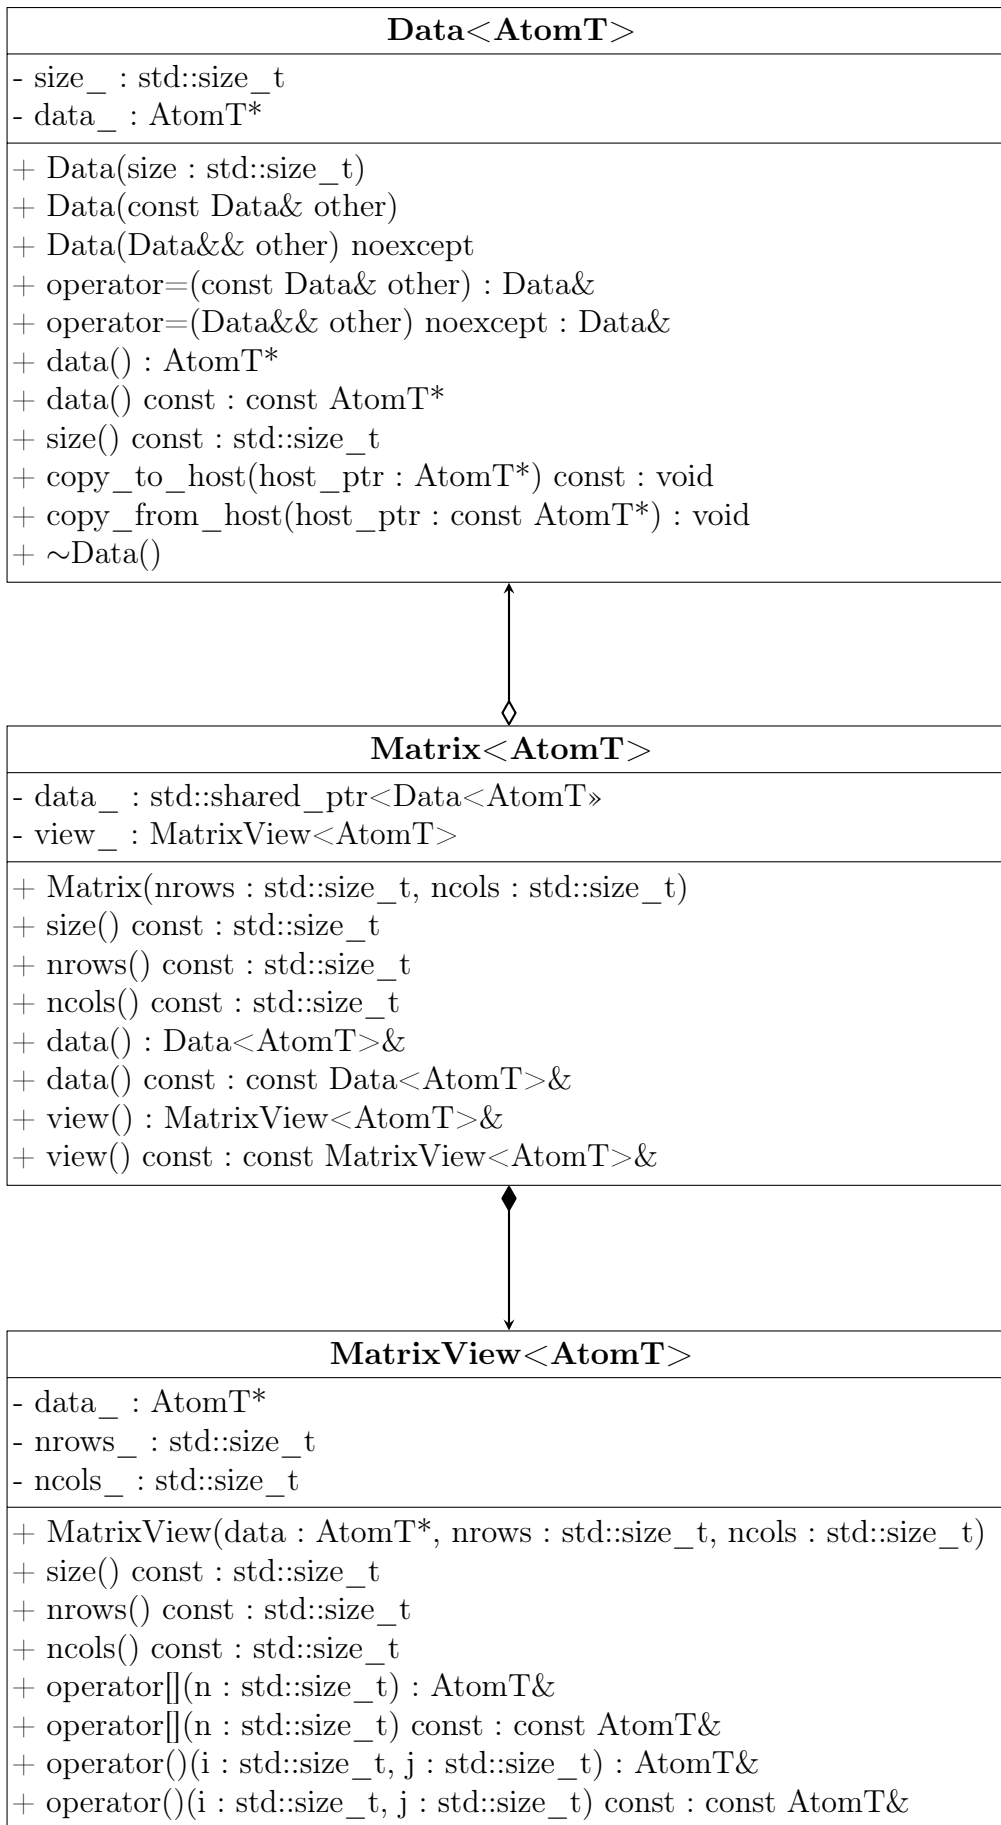 Data<AtomT>
- size_ : std::size_t
- data_ : AtomT*
+ Data(size : std::size_t)
+ Data(const Data& other)
+ Data(Data&& other) noexcept
+ operator=(const Data& other) : Data&
+ operator=(Data&& other) noexcept : Data&
+ data() : AtomT*
+ data() const : const AtomT*
+ size() const : std::size_t
+ copy_to_host(host_ptr : AtomT*) const : void
+ copy_from_host(host_ptr : const AtomT*) : void
+ ∼Data()
Matrix<AtomT>
- data_ : std::shared_ptr<Data<AtomT»
- view_ : MatrixView<AtomT>
+ Matrix(nrows : std::size_t, ncols : std::size_t)
+ size() const : std::size_t
+ nrows() const : std::size_t
+ ncols() const : std::size_t
+ data() : Data<AtomT>&
+ data() const : const Data<AtomT>&
+ view() : MatrixView<AtomT>&
+ view() const : const MatrixView<AtomT>&
MatrixView<AtomT>
- data_ : AtomT*
- nrows_ : std::size_t
- ncols_ : std::size_t
+ MatrixView(data : AtomT*, nrows : std::size_t, ncols : std::size_t)
+ size() const : std::size_t
+ nrows() const : std::size_t
+ ncols() const : std::size_t
+ operator[](n : std::size_t) : AtomT&
+ operator[](n : std::size_t) const : const AtomT&
+ operator()(i : std::size_t, j : std::size_t) : AtomT&
+ operator()(i : std::size_t, j : std::size_t) const : const AtomT&